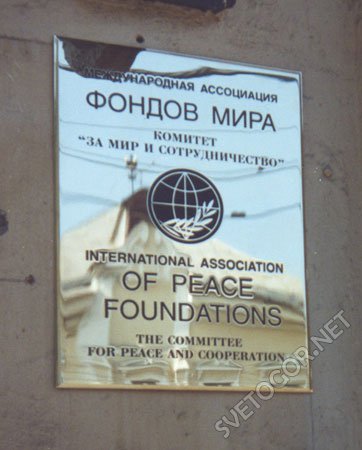 МЕЖДУНАРОДНАЯ АССОЦИАЦИЯ
ФОНДОВ МИРА
КОМИТЕТ
"ЗА МИР И СОТРУДНИЧЕСТВО"
INTERNATIONAL ASSOCIATION
OF PEACE
FOUNDATIONS
THE COMMITTEE
FOR PEACE AND COOPERATION
SVETOGOR.NET